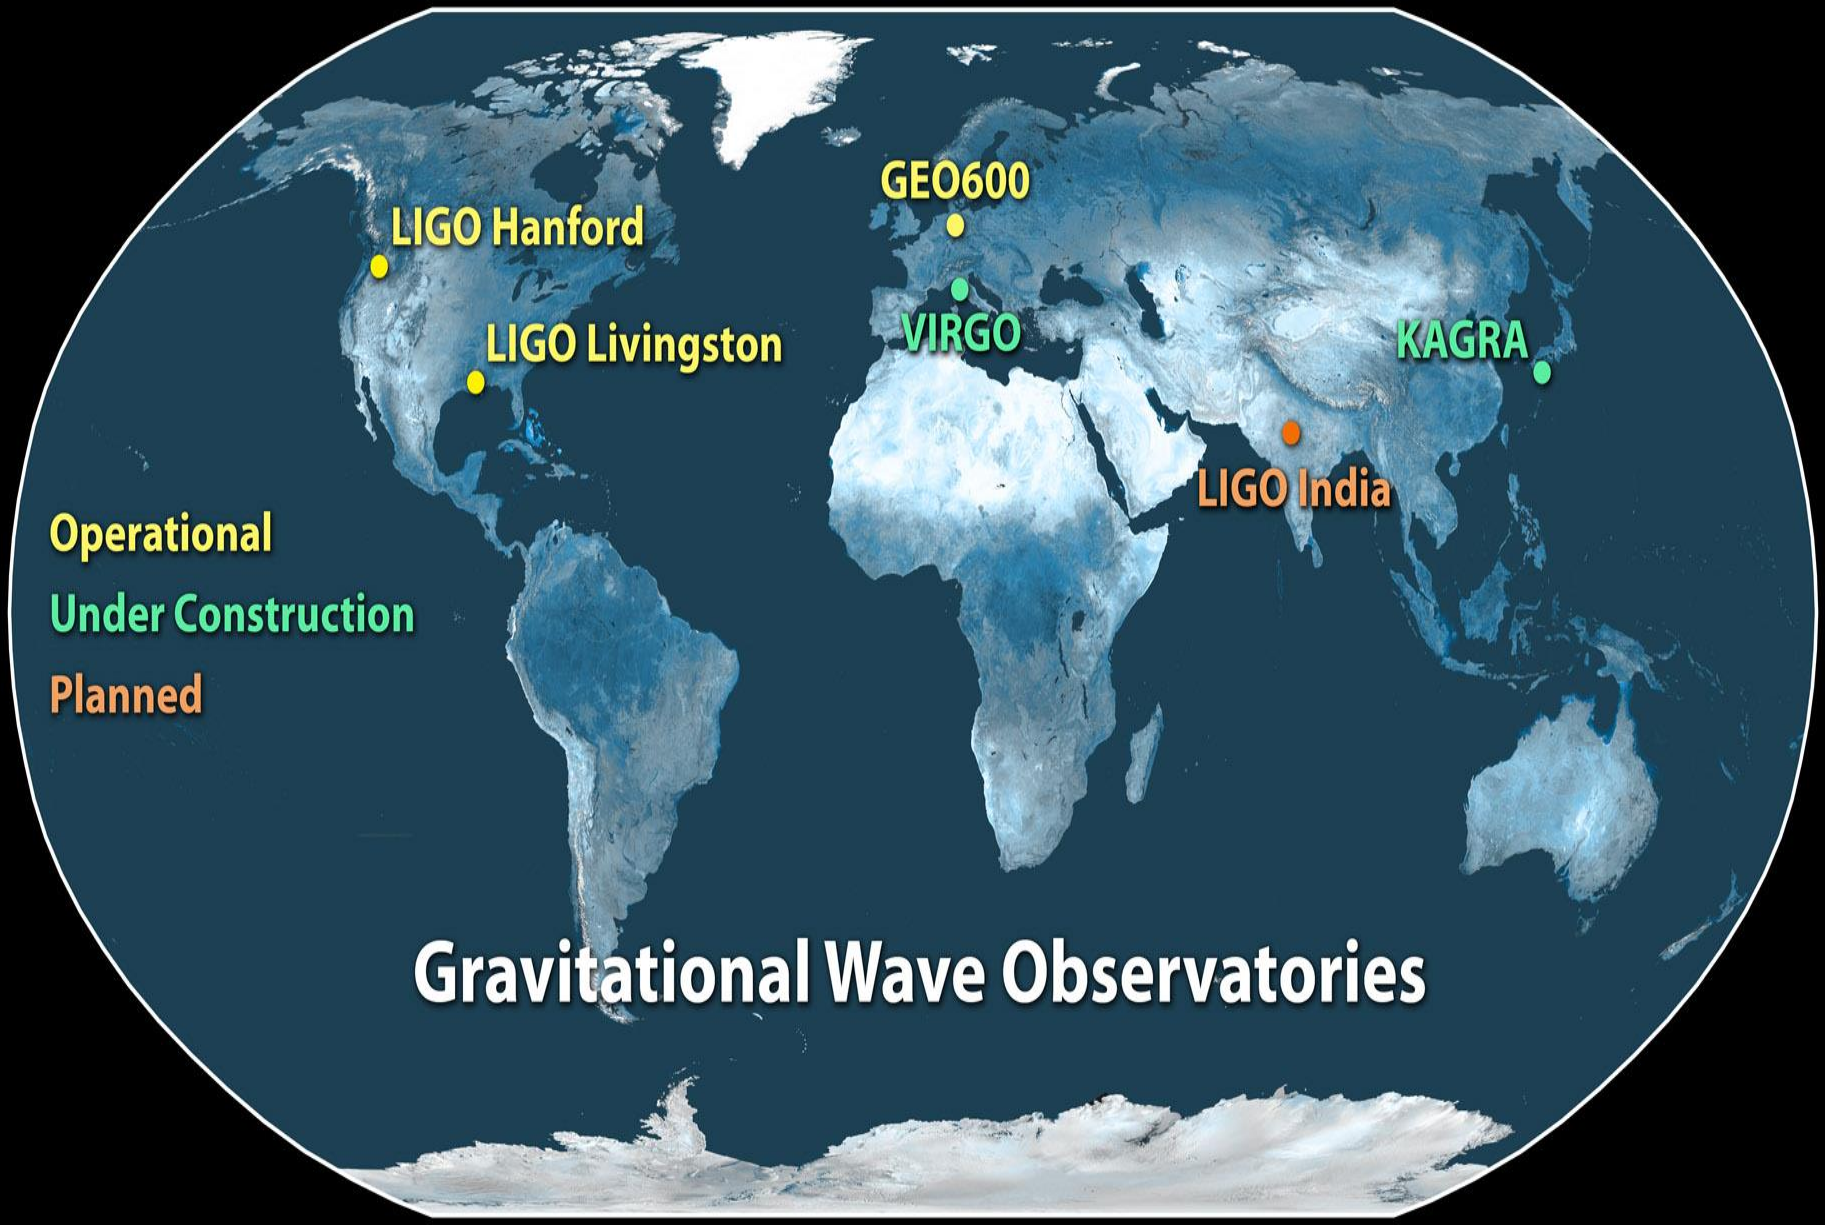 GEO600
LIGO Hanford
VIRGO
LIGO Livingston
KAGRA
LIGO India
Operational
Under Construction
Planned
Gravitational Wave Observatories